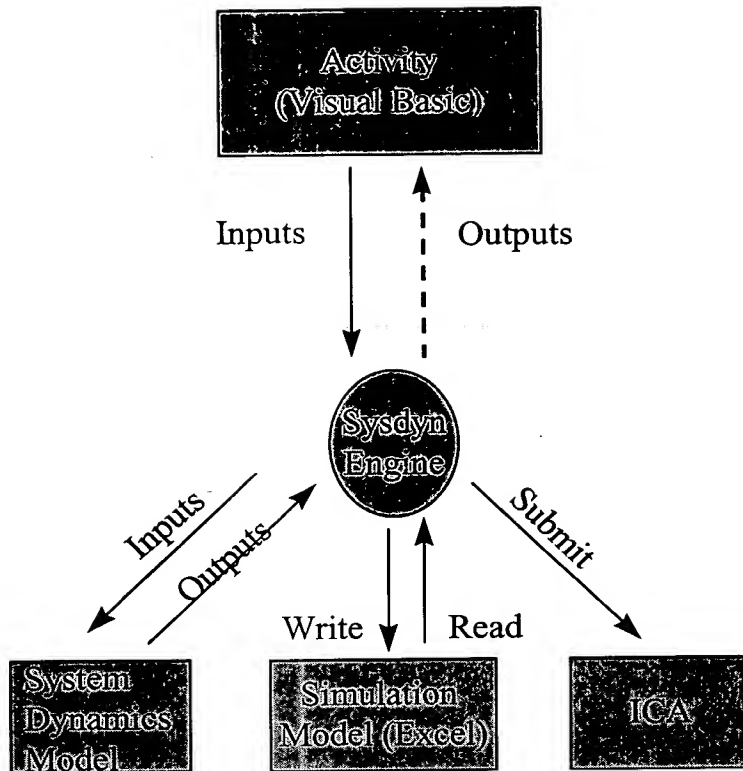 Activity
(Visual Basic)
Inputs
Outputs
Sysdyn
Engine
Inputs
Outputs
Submit
Write
Read
System
Dynamics
Model
Simulation
Model (Excel)
ICA